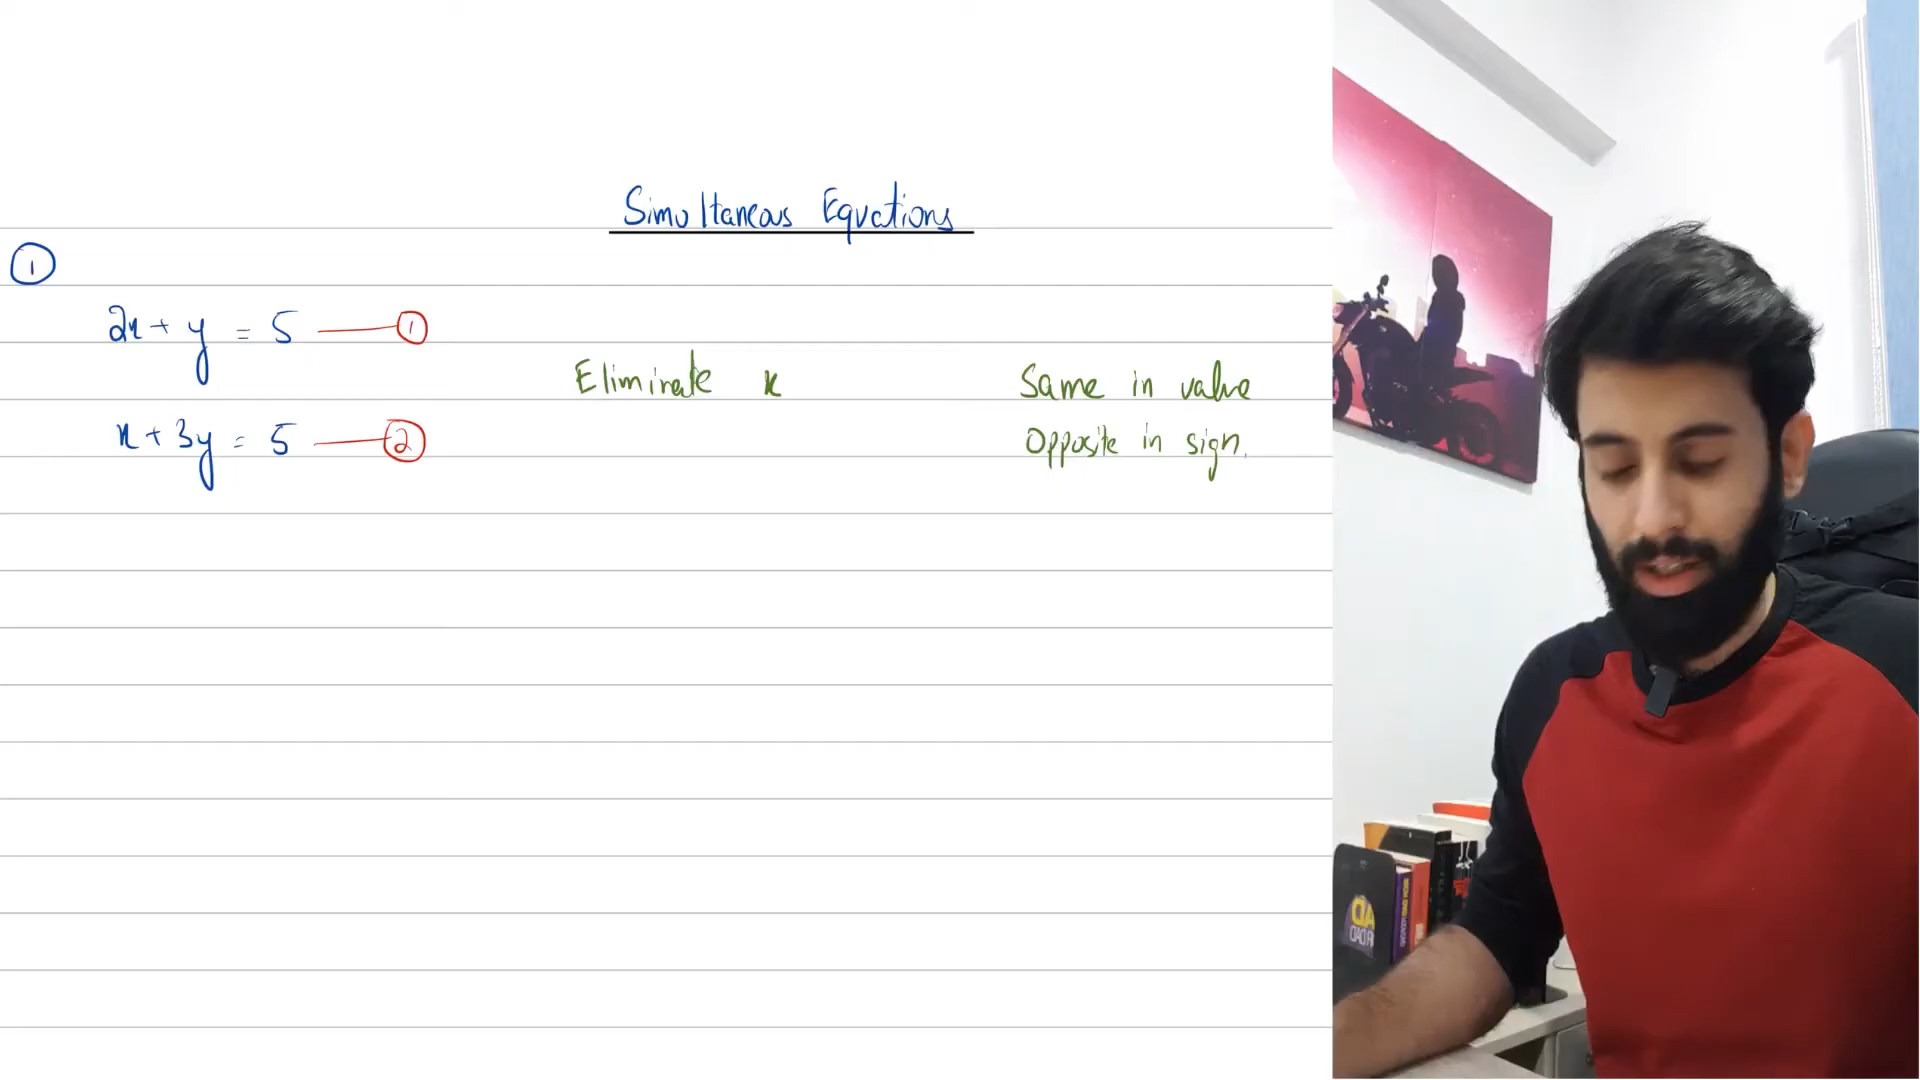 Simultaneous Equations
①
2x + y = 5 ——— ①
Eliminate x
Same in value
x + 3y = 5 ——— ②
Opposite in sign.